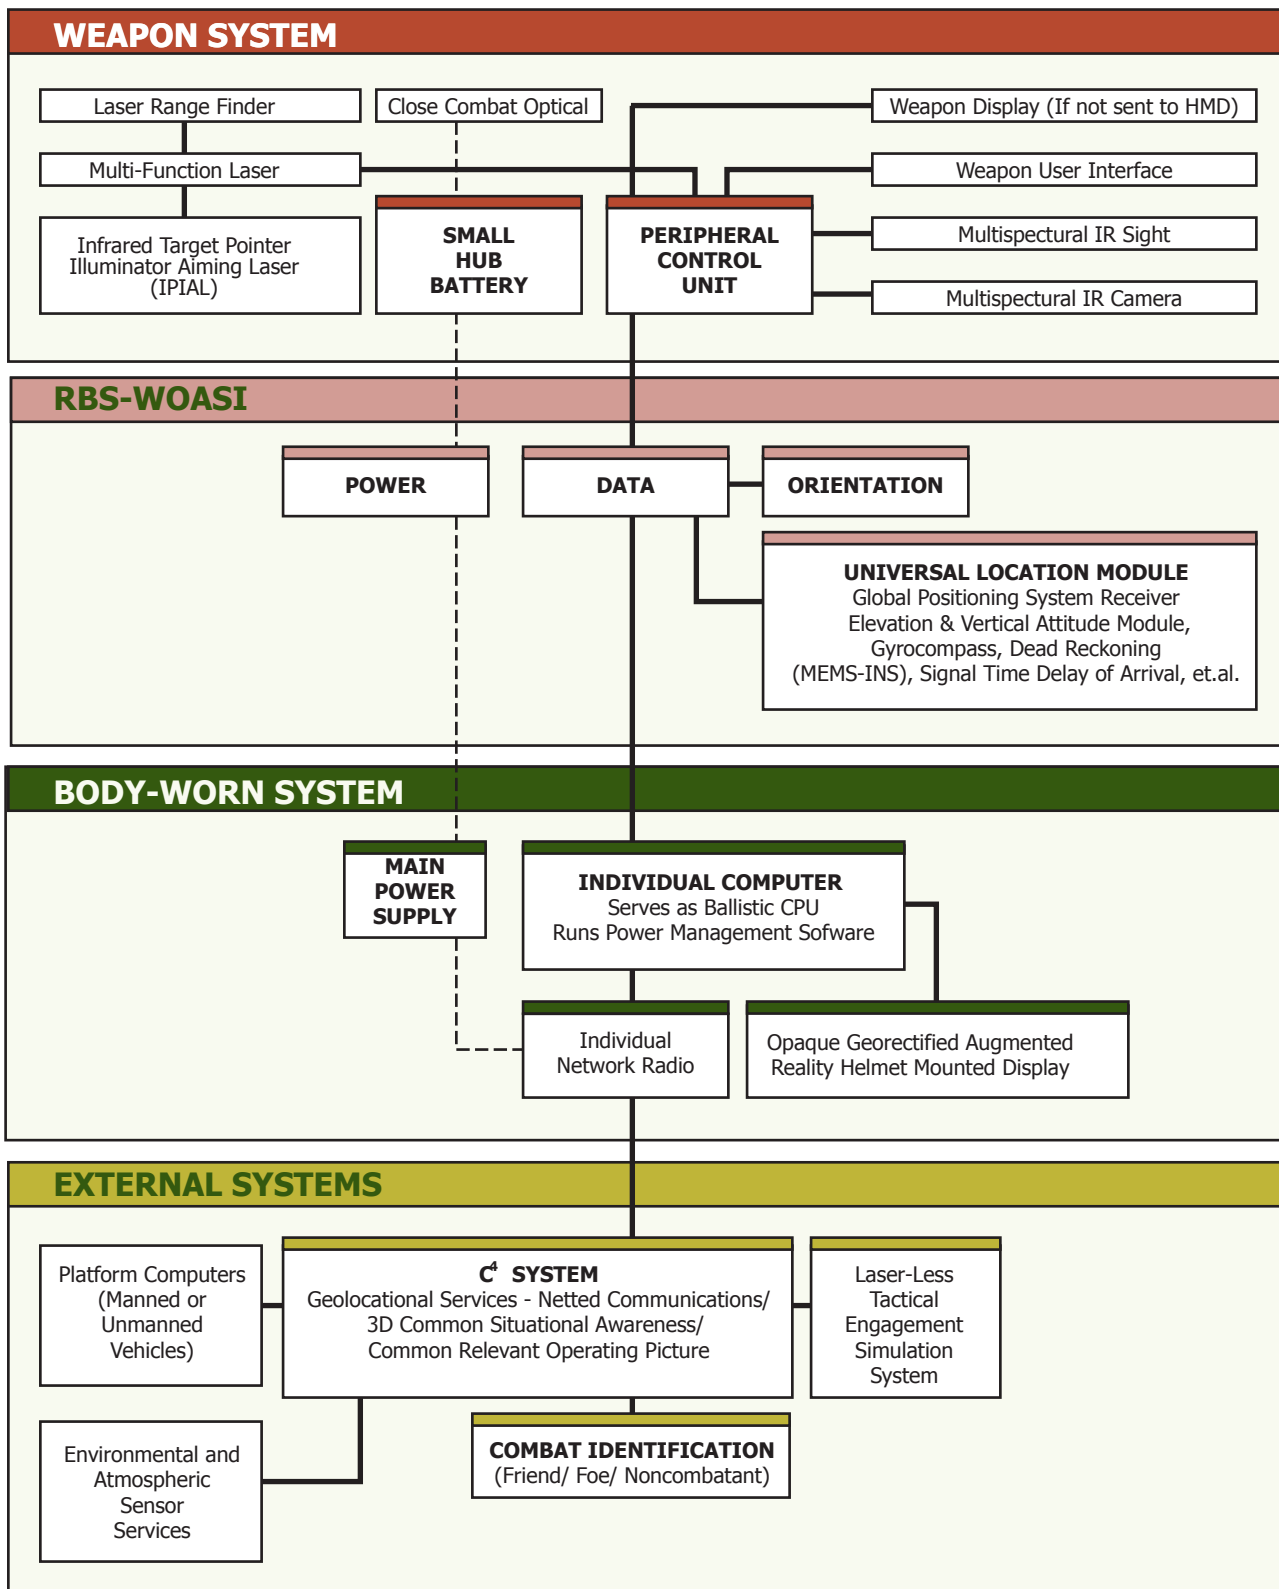 WEAPON SYSTEM
Laser Range Finder
Close Combat Optical
Weapon Display (If not sent to HMD)
Multi-Function Laser
Weapon User Interface
Infrared Target Pointer
Illuminator Aiming Laser
(IPIAL)
SMALL
HUB
BATTERY
PERIPHERAL
CONTROL
UNIT
Multispectural IR Sight
Multispectural IR Camera
RBS-WOASI
POWER
DATA
ORIENTATION
UNIVERSAL LOCATION MODULE
Global Positioning System Receiver
Elevation & Vertical Attitude Module,
Gyrocompass, Dead Reckoning
(MEMS-INS), Signal Time Delay of Arrival, et.al.
BODY-WORN SYSTEM
MAIN
POWER
SUPPLY
INDIVIDUAL COMPUTER
Serves as Ballistic CPU
Runs Power Management Sofware
Individual
Network Radio
Opaque Georectified Augmented
Reality Helmet Mounted Display
EXTERNAL SYSTEMS
Platform Computers
(Manned or
Unmanned
Vehicles)
C⁴ SYSTEM
Geolocational Services - Netted Communications/
3D Common Situational Awareness/
Common Relevant Operating Picture
Laser-Less
Tactical
Engagement
Simulation
System
Environmental and
Atmospheric
Sensor
Services
COMBAT IDENTIFICATION
(Friend/ Foe/ Noncombatant)